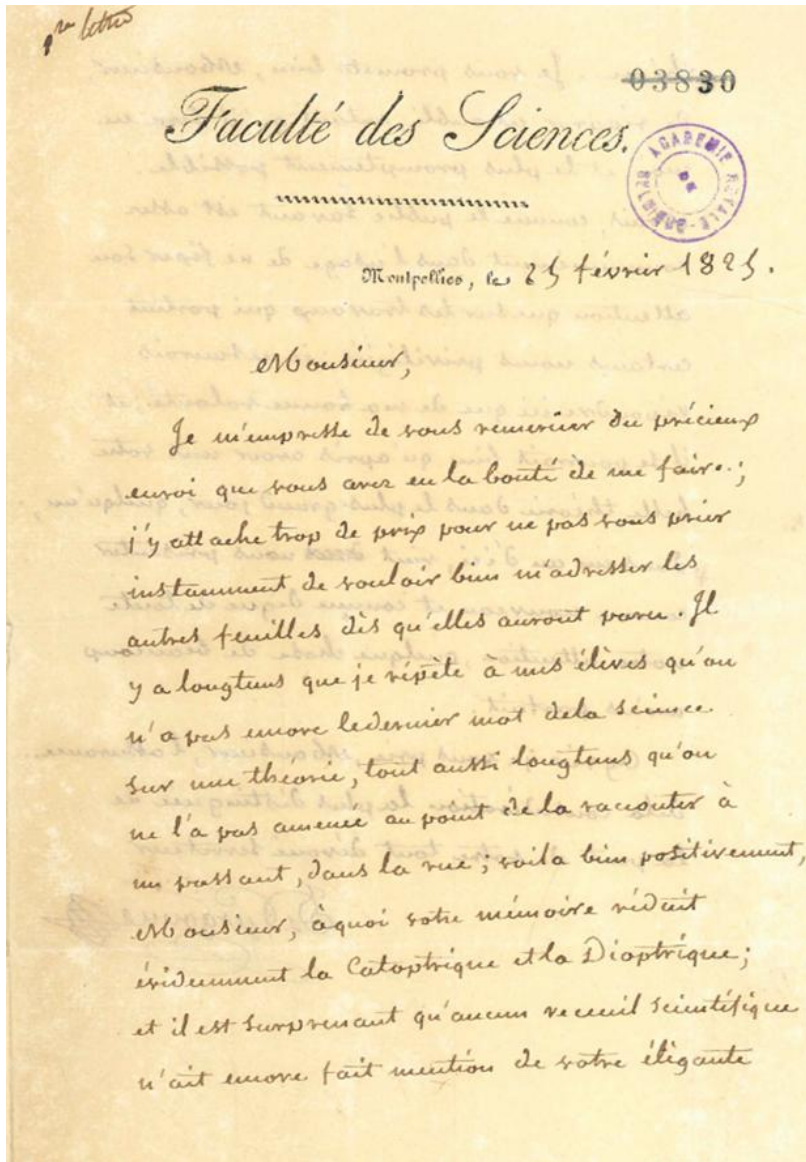 1re lettre
03830
Faculté des Sciences.
ACADEMIE ROYALE DE BELGIQUE
Montpellier, le 25 février 1825.
Monsieur,
Je m'empresse de vous remercier du précieux
envoi que vous avez eu la bonté de me faire ;
j'y attache trop de prix pour ne pas vous prier
instamment de vouloir bien m'adresser les
autres feuilles dès qu'elles auront paru. Il
y a longtems que je répète à mes élèves qu'on
n'a pas encore le dernier mot de la science
sur une théorie, tout aussi longtems qu'on
ne l'a pas amenée au point de la raconter à
un passant, dans la rue ; voila bien positivement,
Monsieur, à quoi votre mémoire réduit
évidemment la Catoptrique et la Dioptrique ;
et il est surprenant qu'aucun receuil scientifique
n'ait encore fait mention de votre élégante